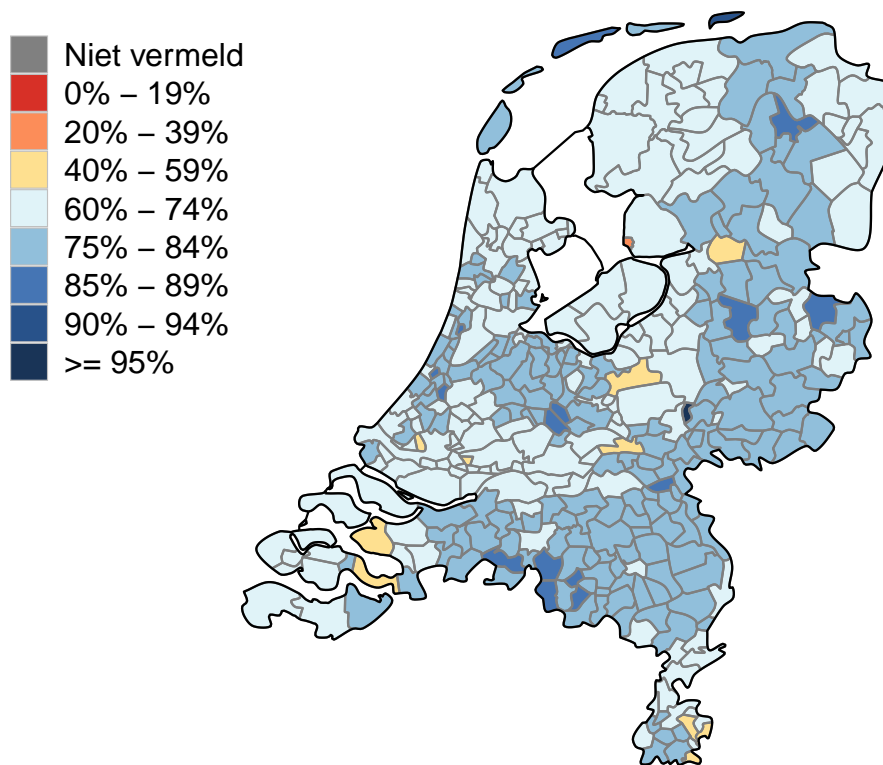 Niet vermeld
0% – 19%
20% – 39%
40% – 59%
60% – 74%
75% – 84%
85% – 89%
90% – 94%
>= 95%